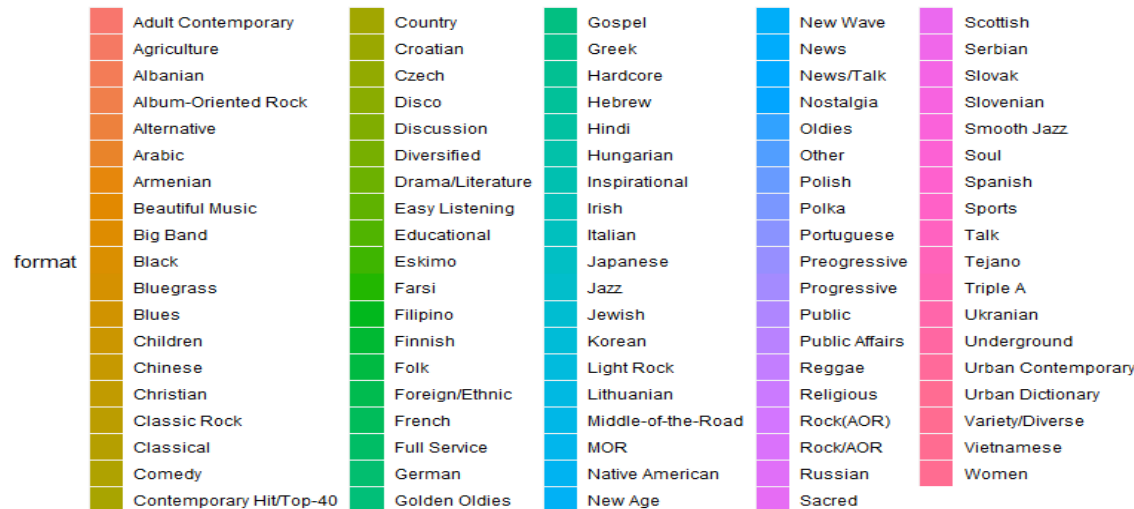 format
Adult Contemporary
Agriculture
Albanian
Album-Oriented Rock
Alternative
Arabic
Armenian
Beautiful Music
Big Band
Black
Bluegrass
Blues
Children
Chinese
Christian
Classic Rock
Classical
Comedy
Contemporary Hit/Top-40
Country
Croatian
Czech
Disco
Discussion
Diversified
Drama/Literature
Easy Listening
Educational
Eskimo
Farsi
Filipino
Finnish
Folk
Foreign/Ethnic
French
Full Service
German
Golden Oldies
Gospel
Greek
Hardcore
Hebrew
Hindi
Hungarian
Inspirational
Irish
Italian
Japanese
Jazz
Jewish
Korean
Light Rock
Lithuanian
Middle-of-the-Road
MOR
Native American
New Age
New Wave
News
News/Talk
Nostalgia
Oldies
Other
Polish
Polka
Portuguese
Preogressive
Progressive
Public
Public Affairs
Reggae
Religious
Rock(AOR)
Rock/AOR
Russian
Sacred
Scottish
Serbian
Slovak
Slovenian
Smooth Jazz
Soul
Spanish
Sports
Talk
Tejano
Triple A
Ukranian
Underground
Urban Contemporary
Urban Dictionary
Variety/Diverse
Vietnamese
Women